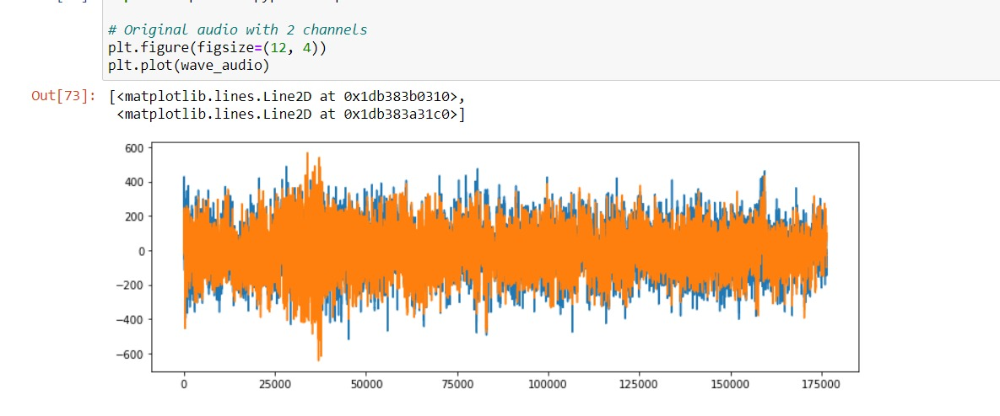 # Original audio with 2 channels
plt.figure(figsize=(12, 4))
plt.plot(wave_audio)
Out[73]: [<matplotlib.lines.Line2D at 0x1db383b0310>,
<matplotlib.lines.Line2D at 0x1db383a31c0>]
600
400
200
0
−200
−400
−600
0 25000 50000 75000 100000 125000 150000 175000